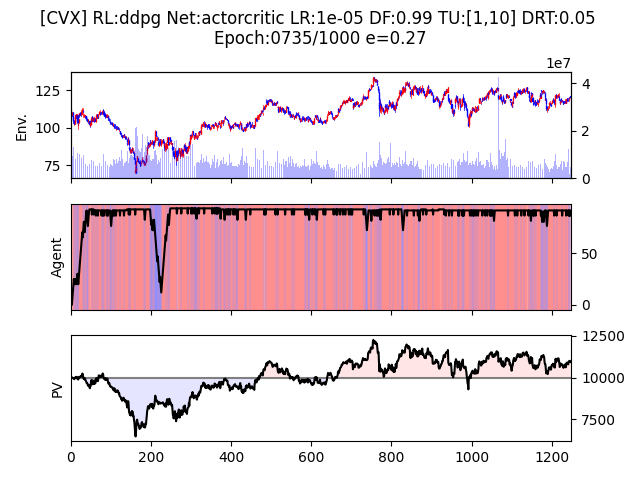 [CVX] RL:ddpg Net:actorcritic LR:1e-05 DF:0.99 TU:[1,10] DRT:0.05
Epoch:0735/1000 e=0.27
1e7
Env.
125
100
75
4
2
0
Agent
50
0
PV
12500
10000
7500
0 200 400 600 800 1000 1200